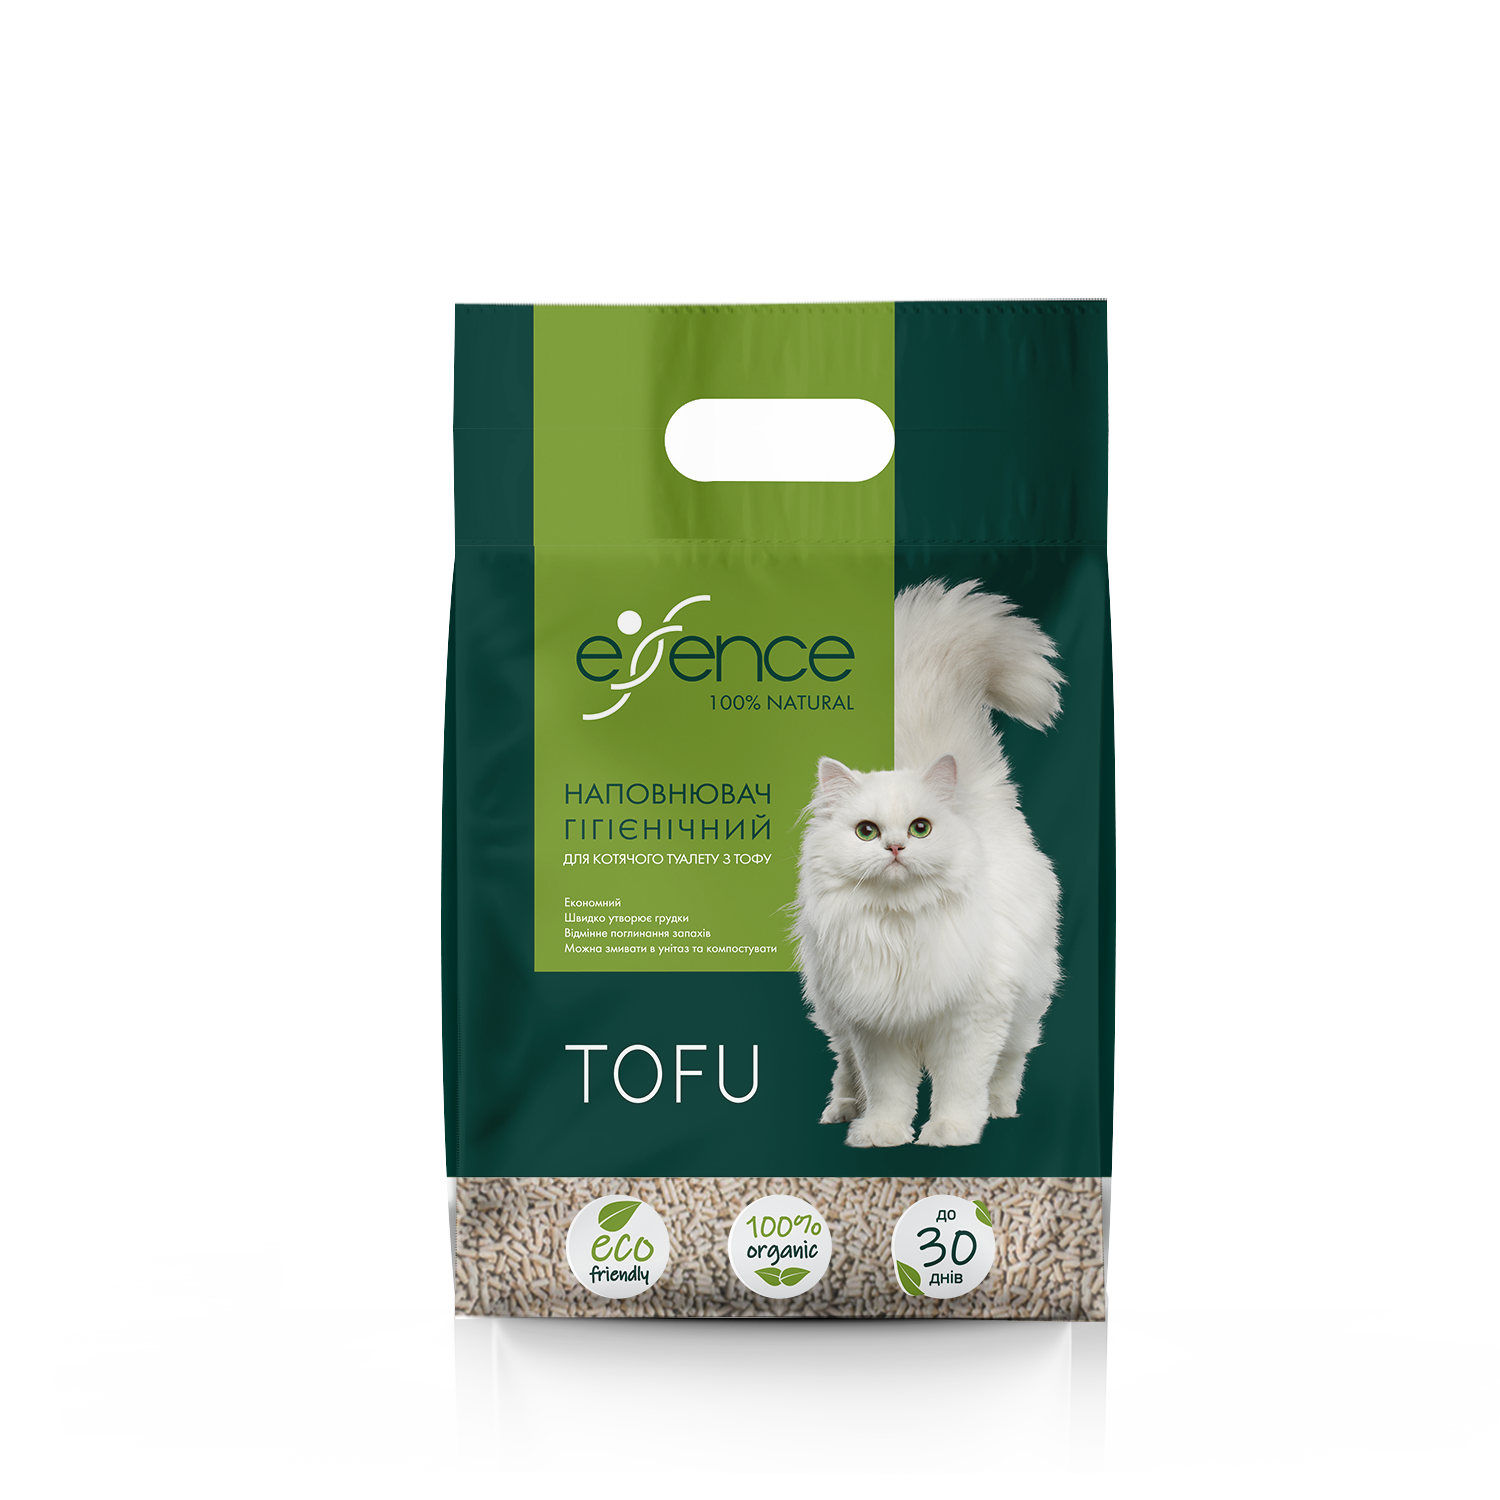 essence
100% NATURAL
НАПОВНЮВАЧ
ГІГІЄНІЧНИЙ
ДЛЯ КОТЯЧОГО ТУАЛЕТУ З ТОФУ
Економний
Швидко утворює грудки
Відмінне поглинання запахів
Можна змивати в унітаз та компостувати
TOFU
eco
friendly
100%
organic
до
30
днів